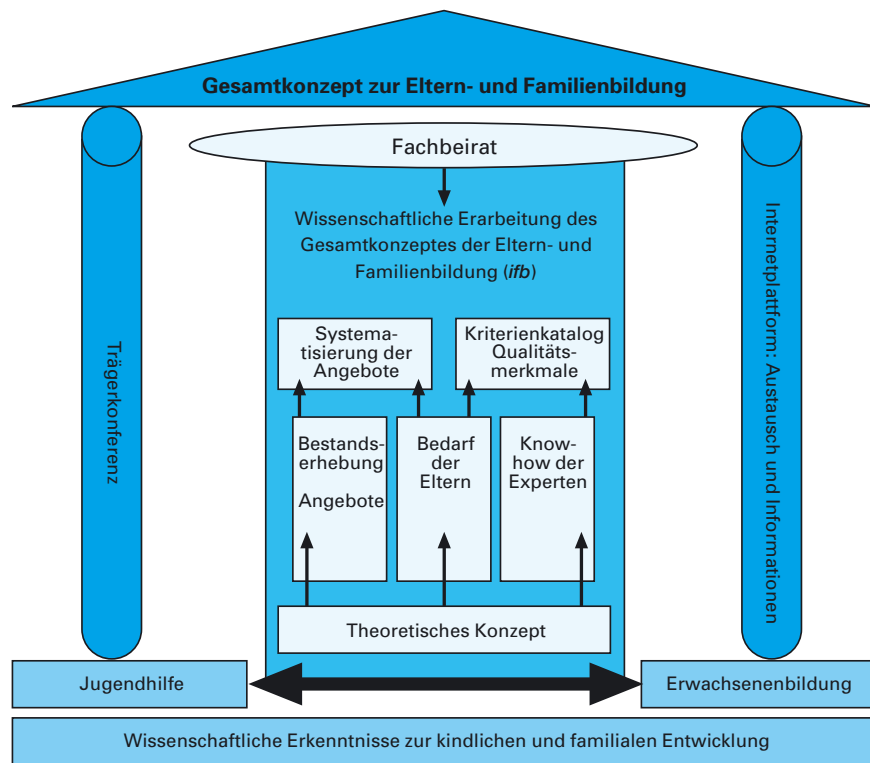 Gesamtkonzept zur Eltern- und Familienbildung
Fachbeirat
Wissenschaftliche Erarbeitung des
Gesamtkonzeptes der Eltern- und
Familienbildung (ifb)
Trägerkonferenz
Internetplattform: Austausch und Informationen
Systema-
tisierung der
Angebote
Kriterienkatalog
Qualitäts-
merkmale
Bestands-
erhebung
Angebote
Bedarf
der
Eltern
Know-
how der
Experten
Theoretisches Konzept
Jugendhilfe
Erwachsenenbildung
Wissenschaftliche Erkenntnisse zur kindlichen und familialen Entwicklung